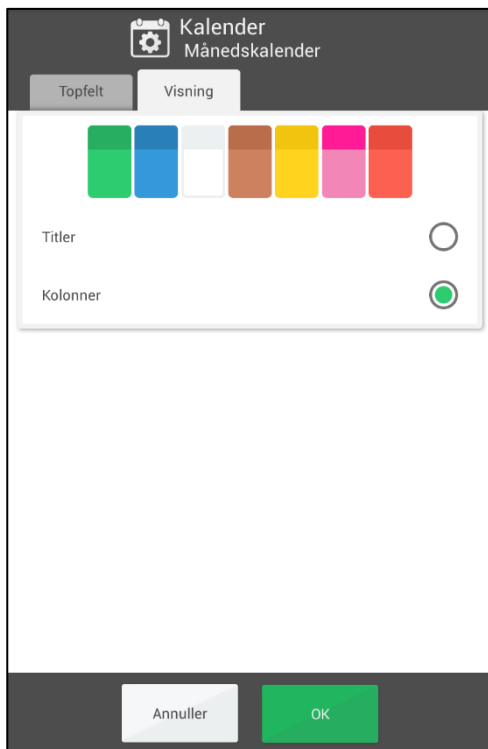 Kalender
Månedskalender
Topfelt
Visning
Titler
Kolonner
Annuller
OK